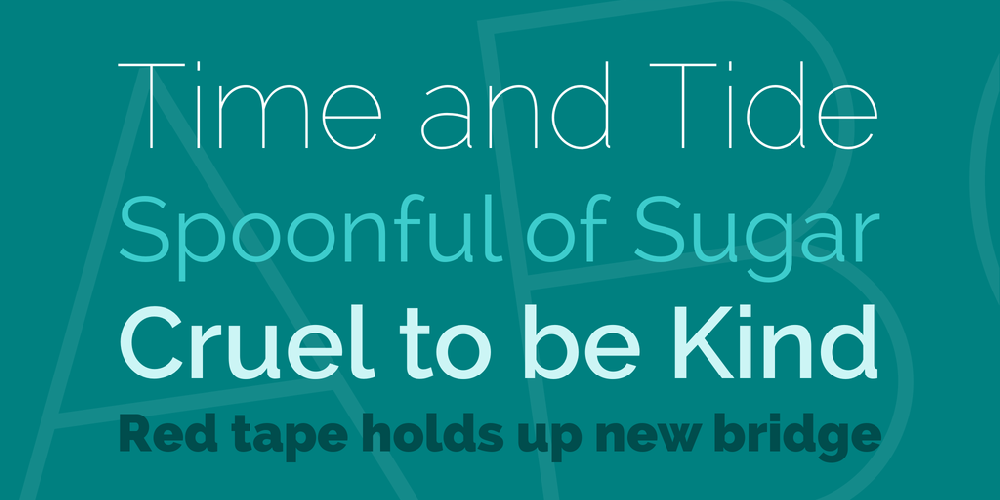 Time and Tide
Spoonful of Sugar
Cruel to be Kind
Red tape holds up new bridge